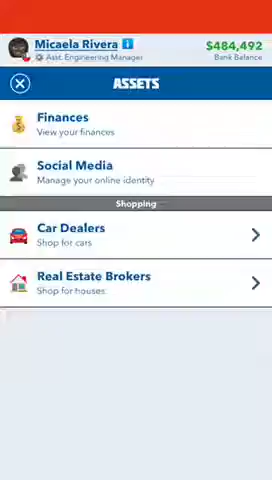 Micaela Rivera i
$484,492
Asst. Engineering Manager
Bank Balance
ASSETS
Finances
View your finances
Social Media
Manage your online identity
Shopping
Car Dealers
Shop for cars
Real Estate Brokers
Shop for houses